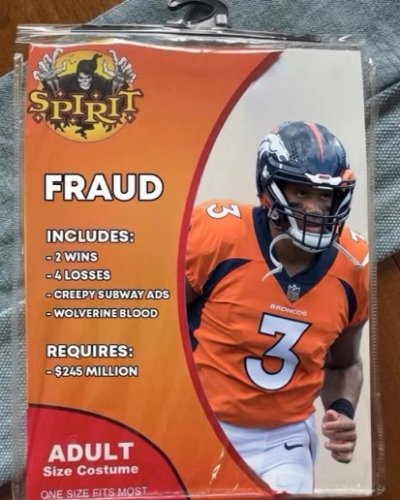 SPIRIT
FRAUD
INCLUDES:
- 2 WINS
- 4 LOSSES
- CREEPY SUBWAY ADS
- WOLVERINE BLOOD
REQUIRES:
- $245 MILLION
ADULT
Size Costume
ONE SIZE FITS MOST
3
BRONCOS
3
3